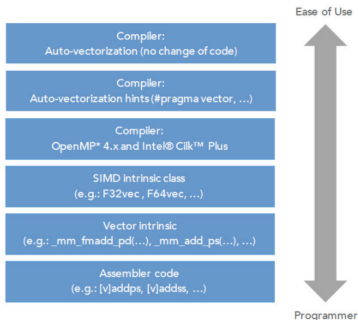 Ease of Use
Compiler:
Auto-vectorization (no change of code)
Compiler:
Auto-vectorization hints (#pragma vector, …)
Compiler:
OpenMP* 4.x and Intel® Cilk™ Plus
SIMD intrinsic class
(e.g.: F32vec , F64vec, …)
Vector intrinsic
(e.g.: _mm_fmadd_pd(…), _mm_add_ps(…), …)
Assembler code
(e.g.: [v]addps, [v]addss, …)
Programmer